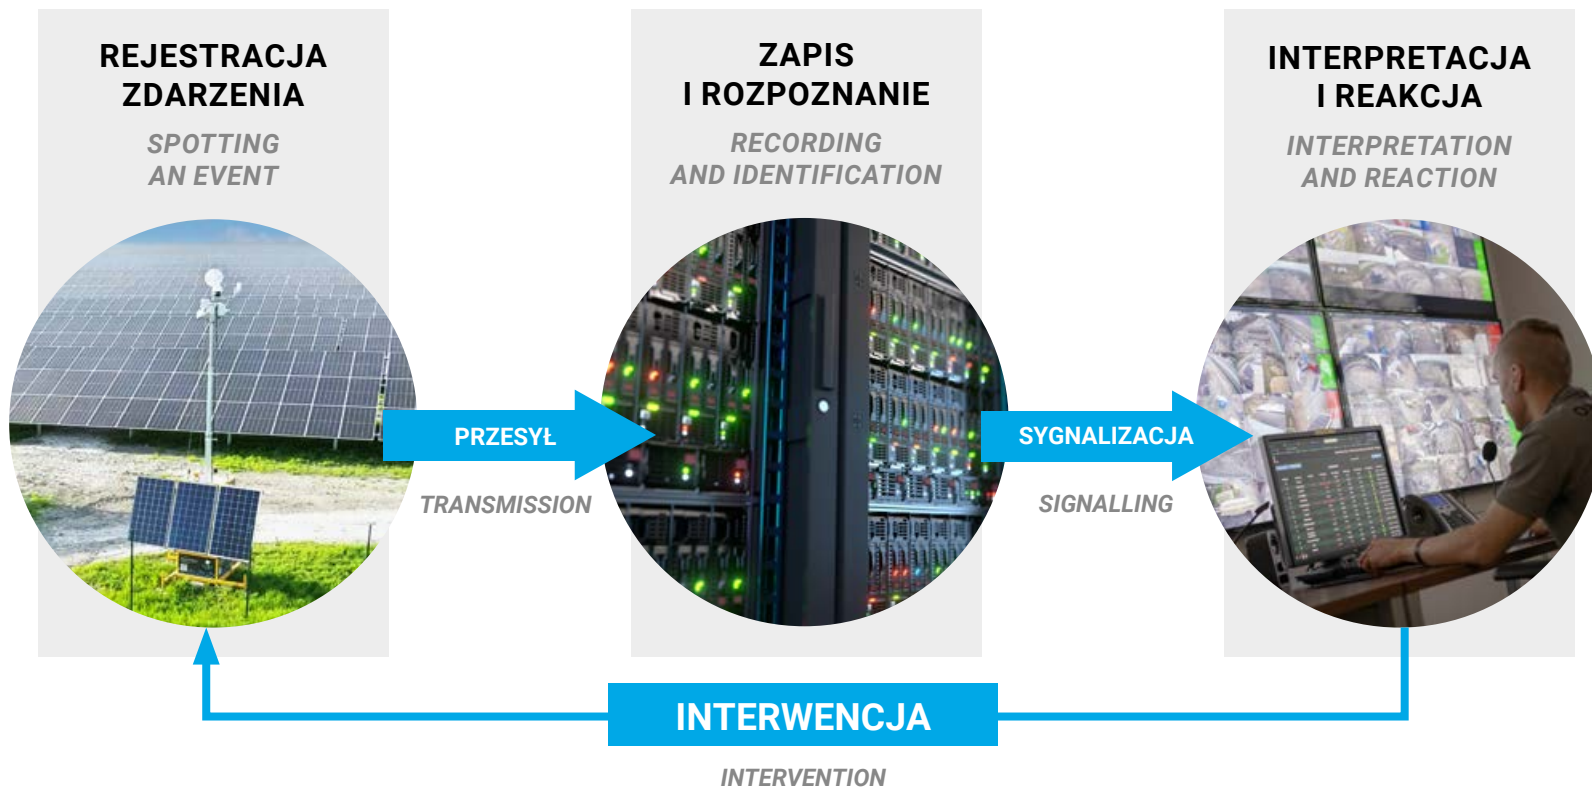 REJESTRACJA
ZDARZENIA
SPOTTING
AN EVENT
ZAPIS
I ROZPOZNANIE
RECORDING
AND IDENTIFICATION
INTERPRETACJA
I REAKCJA
INTERPRETATION
AND REACTION
PRZESYŁ
TRANSMISSION
SYGNALIZACJA
SIGNALLING
INTERWENCJA
INTERVENTION